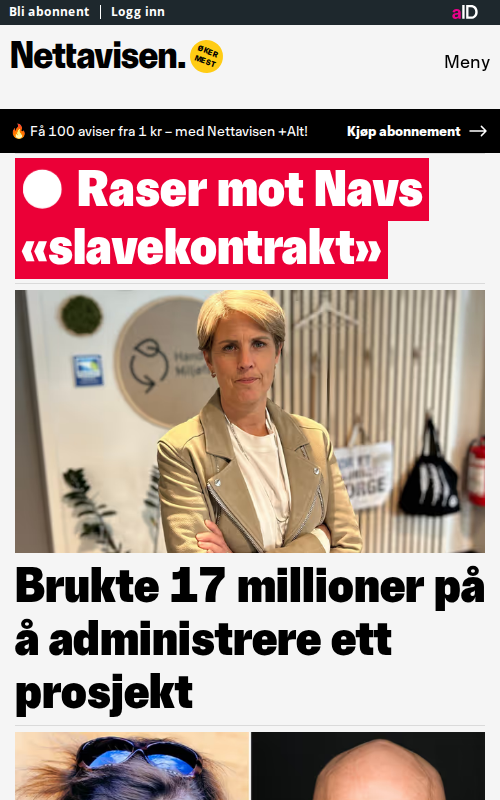 Bli abonnent
Logg inn
aID
Nettavisen.
ØKER
MEST
Meny
Få 100 aviser fra 1 kr – med Nettavisen +Alt!
Kjøp abonnement
Raser mot Navs
«slavekontrakt»
Brukte 17 millioner på
å administrere ett
prosjekt